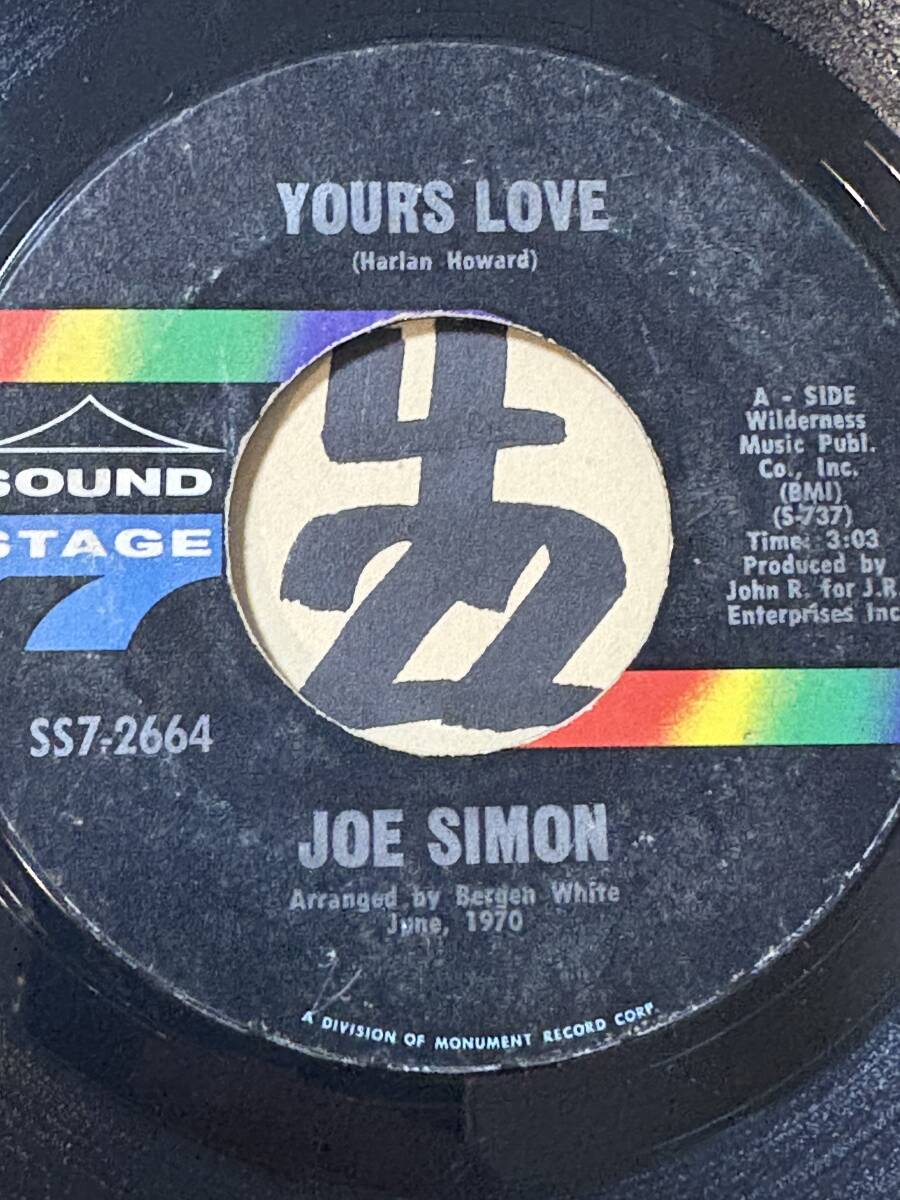 YOURS LOVE
(Harlan Howard)
SOUND
STAGE
7
A - SIDE
Wilderness
Music Publ.
Co., Inc.
(BMI)
(S-737)
Time: 3:03
Produced by
John R. for J.R.
Enterprises Inc
SS7-2664
JOE SIMON
Arranged by Bergen White
June, 1970
A DIVISION OF MONUMENT RECORD CORP.